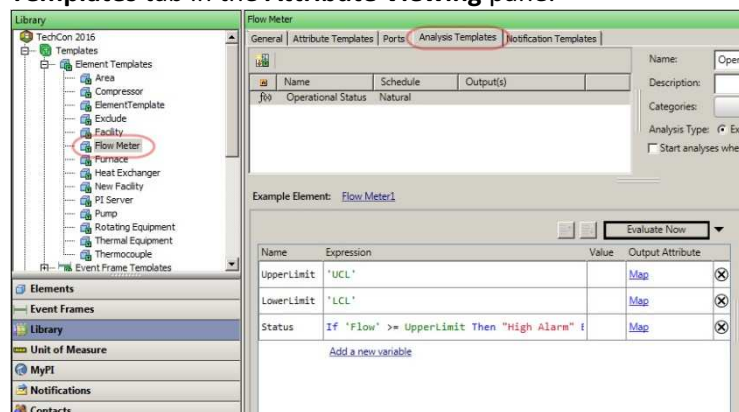 Templates tab in the Attribute Viewing panel
Library
TechCon 2016
Templates
Element Templates
Area
Compressor
ElementTemplate
Exclude
Facility
Flow Meter
Furnace
Heat Exchanger
New Facility
PI Server
Pump
Rotating Equipment
Thermal Equipment
Thermocouple
Event Frame Templates
Elements
Event Frames
Library
Unit of Measure
MyPI
Notifications
Contacts
Flow Meter
General Attribute Templates Ports Analysis Templates Notification Templates
Name Schedule Output(s)
f(x) Operational Status Natural
Name: Oper
Description:
Categories:
Analysis Type: Ex
Start analyses whe
Example Element: Flow Meter1
Evaluate Now
Name Expression Value Output Attribute
UpperLimit 'UCL' Map
LowerLimit 'LCL' Map
Status If 'Flow' >= UpperLimit Then "High Alarm" Map
Add a new variable